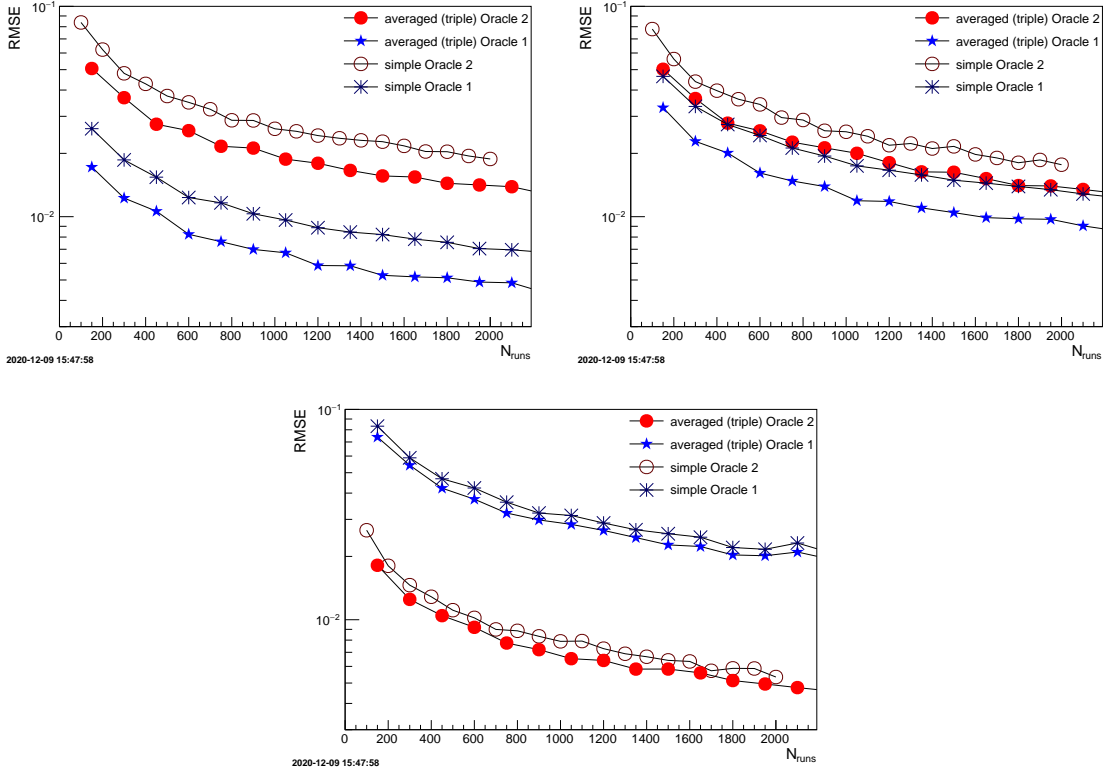 RMSE
10⁻¹
10⁻²
averaged (triple) Oracle 2
averaged (triple) Oracle 1
simple Oracle 2
simple Oracle 1
0 200 400 600 800 1000 1200 1400 1600 1800 2000
N_runs
2020-12-09 15:47:58
RMSE
10⁻¹
10⁻²
averaged (triple) Oracle 2
averaged (triple) Oracle 1
simple Oracle 2
simple Oracle 1
0 200 400 600 800 1000 1200 1400 1600 1800 2000
N_runs
2020-12-09 15:47:58
RMSE
10⁻¹
10⁻²
averaged (triple) Oracle 2
averaged (triple) Oracle 1
simple Oracle 2
simple Oracle 1
0 200 400 600 800 1000 1200 1400 1600 1800 2000
N_runs
2020-12-09 15:47:58